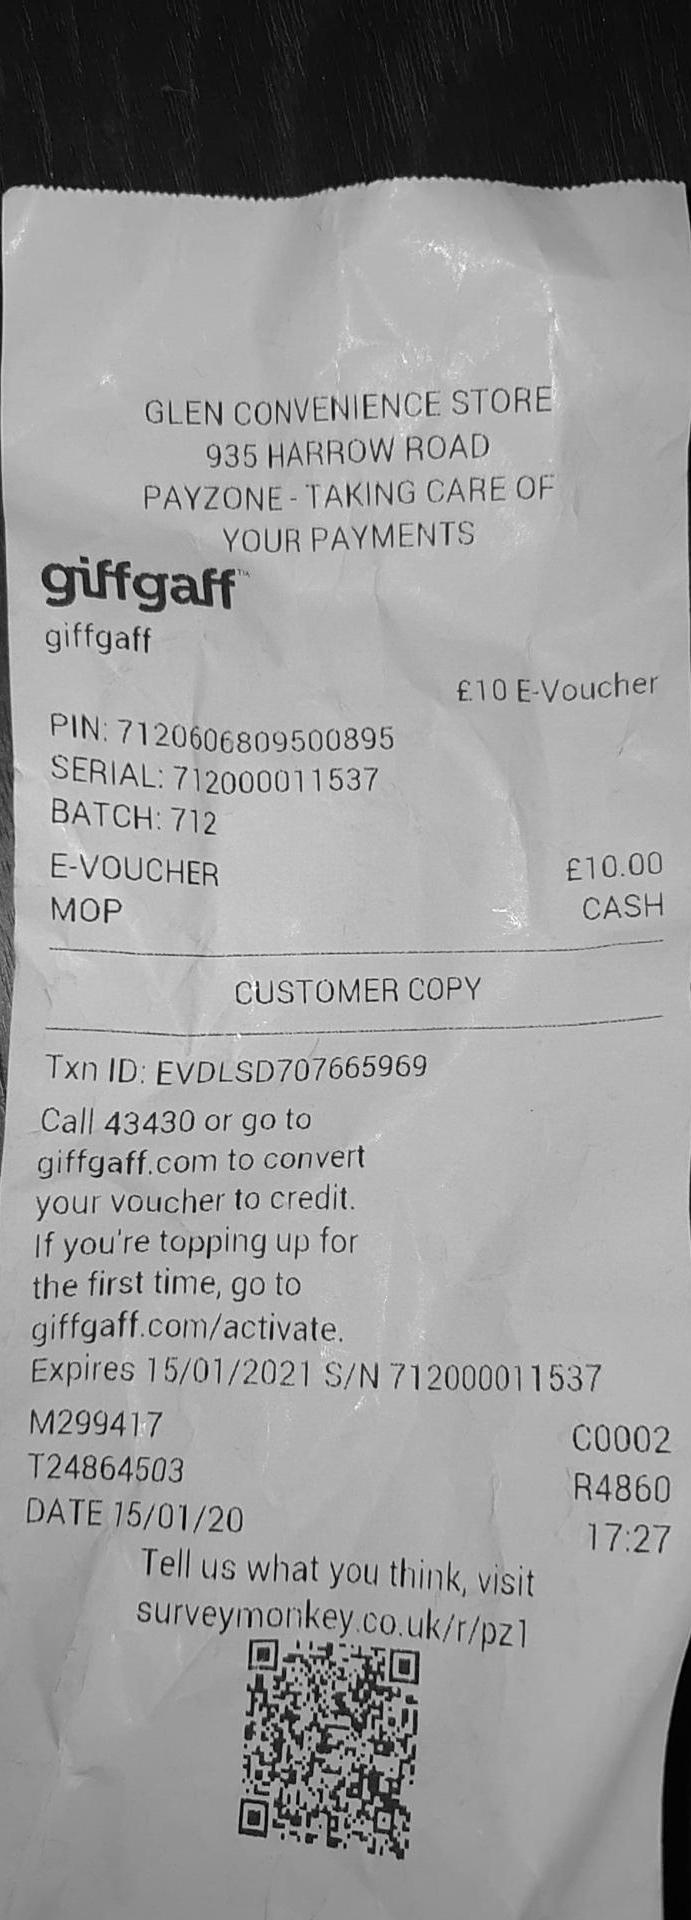 GLEN CONVENIENCE STORE
935 HARROW ROAD
PAYZONE - TAKING CARE OF
YOUR PAYMENTS
giffgaff™
giffgaff
£10 E-Voucher
PIN: 7120606809500895
SERIAL: 712000011537
BATCH: 712
E-VOUCHER £10.00
MOP CASH
CUSTOMER COPY
Txn ID: EVDLSD707665969
Call 43430 or go to
giffgaff.com to convert
your voucher to credit.
If you're topping up for
the first time, go to
giffgaff.com/activate.
Expires 15/01/2021 S/N 712000011537
M299417 C0002
T24864503 R4860
DATE 15/01/20 17:27
Tell us what you think, visit
surveymonkey.co.uk/r/pz1